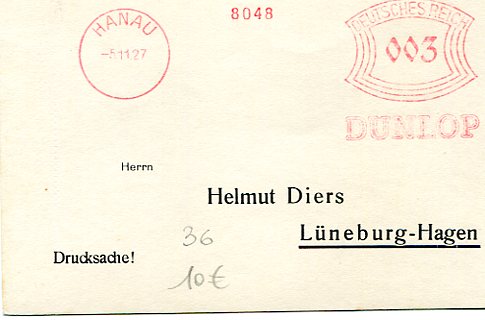 HANAU
-5.11.27
8048
DEUTSCHES REICH
003
DUNLOP
Herrn
Helmut Diers
Lüneburg-Hagen
Drucksache!
36
10€